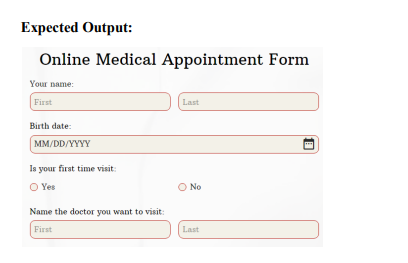 Expected Output:
Online Medical Appointment Form
Your name:
First Last
Birth date:
MM/DD/YYYY
Is your first time visit:
Yes No
Name the doctor you want to visit:
First Last